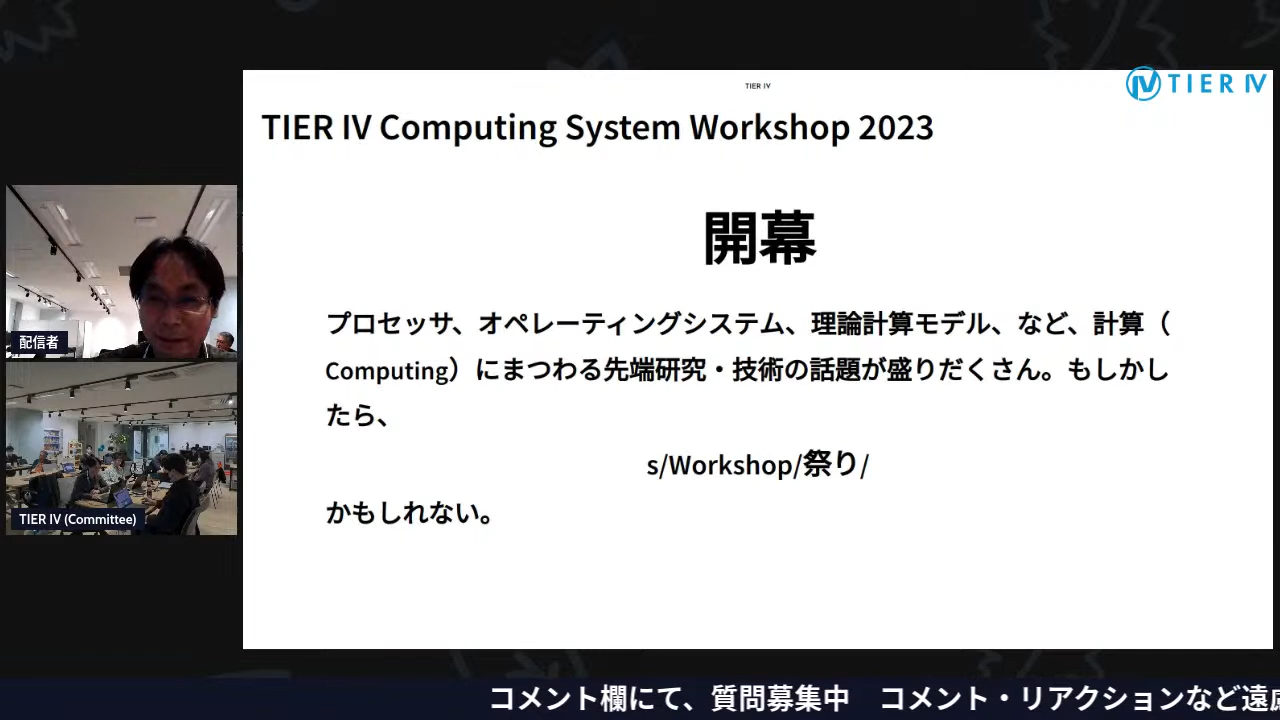 TIER IV
TIER IV
TIER IV Computing System Workshop 2023
開幕
プロセッサ、オペレーティングシステム、理論計算モデル、など、計算（
Computing）にまつわる先端研究・技術の話題が盛りだくさん。もしかし
たら、
s/Workshop/祭り/
かもしれない。
配信者
TIER IV (Committee)
コメント欄にて、質問募集中　コメント・リアクションなど遠